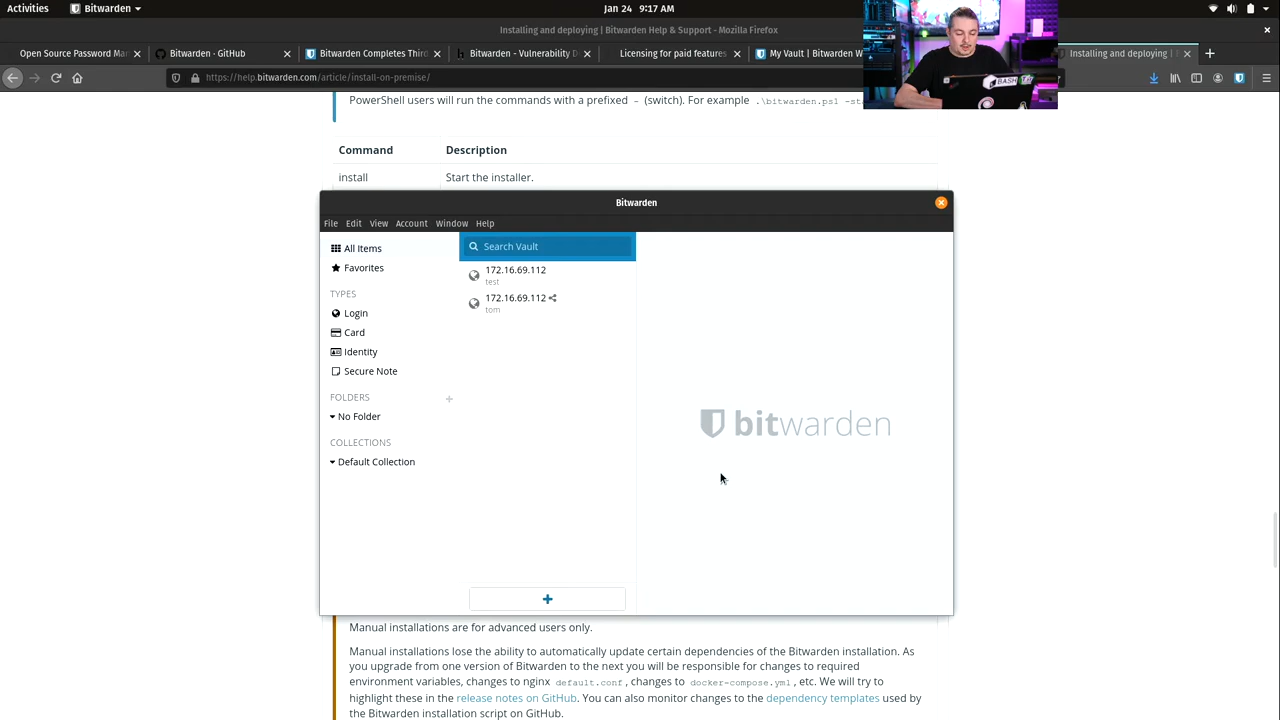 Activities
Bitwarden
Jan 24 9:17 AM
Installing and deploying | Bitwarden Help & Support - Mozilla Firefox
Open Source Password Man
Bitwarden · GitHub
Bitwarden Completes Third
Bitwarden - Vulner
Licensing for paid features
My Vault | Bitwarden W
Installing and deploying |
https://help.bitwarden.com/article/install-on-premise/
BASH
PowerShell users will run the commands with a prefixed - (switch). For example .\bitwarden.ps1 -sta
Command Description
install Start the installer.
Bitwarden
File Edit View Account Window Help
All Items
Favorites
TYPES
Login
Card
Identity
Secure Note
FOLDERS
No Folder
COLLECTIONS
Default Collection
Search Vault
172.16.69.112
test
172.16.69.112
tom
bitwarden
Manual installations are for advanced users only.
Manual installations lose the ability to automatically update certain dependencies of the Bitwarden installation. As
you upgrade from one version of Bitwarden to the next you will be responsible for changes to required
environment variables, changes to nginx default.conf, changes to docker-compose.yml, etc. We will try to
highlight these in the release notes on GitHub. You can also monitor changes to the dependency templates used by
the Bitwarden installation script on GitHub.